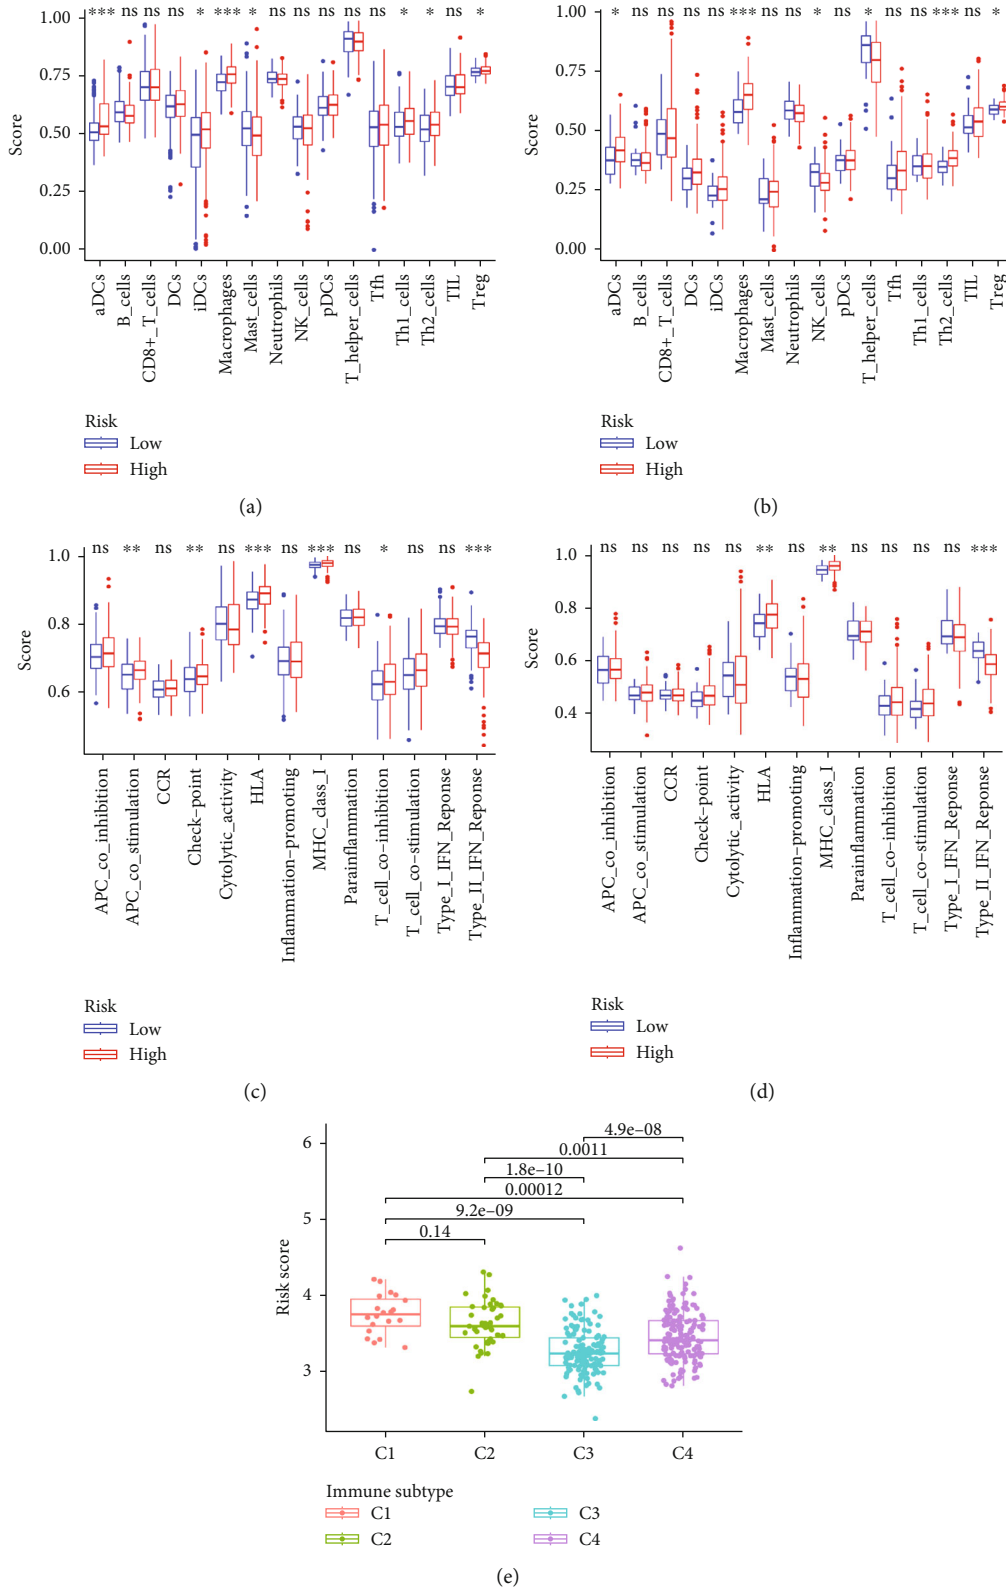 *** ns ns ns * *** * ns ns ns ns ns * * ns *
1.00
0.75
0.50
0.25
0.00
Score
aDCs
B_cells
CD8+_T_cells
DCs
iDCs
Macrophages
Mast_cells
Neutrophils
NK_cells
pDCs
T_helper_cells
Tfh
Th1_cells
Th2_cells
TIL
Treg
Risk
Low
High
(a)
* ns ns ns ns *** ns ns * ns * ns ns *** ns *
1.00
0.75
0.50
0.25
0.00
Score
aDCs
B_cells
CD8+_T_cells
DCs
iDCs
Macrophages
Mast_cells
Neutrophils
NK_cells
pDCs
T_helper_cells
Tfh
Th1_cells
Th2_cells
TIL
Treg
Risk
Low
High
(b)
ns ** ns ** ns *** ns *** ns * ns ns ***
1.0
0.8
0.6
Score
APC_co_inhibition
APC_co_stimulation
CCR
Check-point
Cytolytic_activity
HLA
Inflammation-promoting
MHC_class_I
Parainflammation
T_cell_co-inhibition
T_cell_co-stimulation
Type_I_IFN_Reponse
Type_II_IFN_Reponse
Risk
Low
High
(c)
ns ns ns ns ns ** ns ** ns ns ns ns ***
1.0
0.8
0.6
0.4
Score
APC_co_inhibition
APC_co_stimulation
CCR
Check-point
Cytolytic_activity
HLA
Inflammation-promoting
MHC_class_I
Parainflammation
T_cell_co-inhibition
T_cell_co-stimulation
Type_I_IFN_Reponse
Type_II_IFN_Reponse
Risk
Low
High
(d)
6
5
4
3
Risk score
4.9e-08
0.0011
1.8e-10
0.00012
9.2e-09
0.14
C1 C2 C3 C4
Immune subtype
C1 C3
C2 C4
(e)